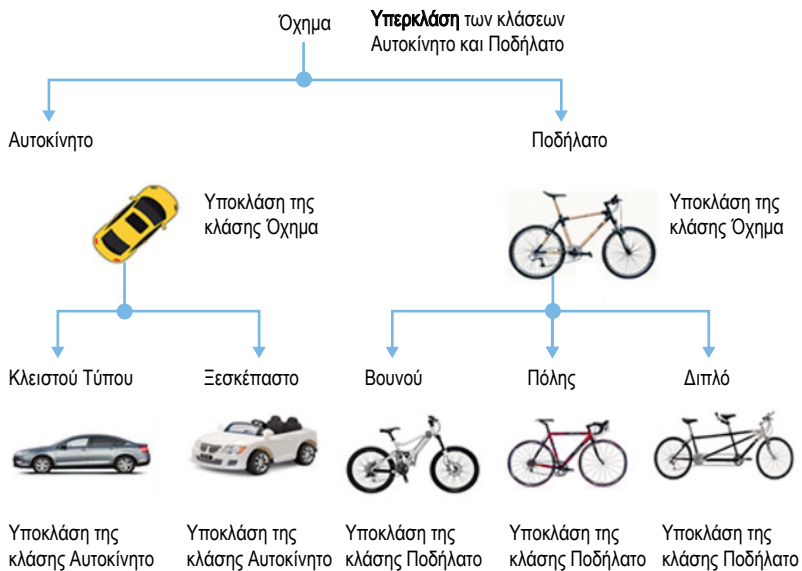 Όχημα
Υπερκλάση των κλάσεων
Αυτοκίνητο και Ποδήλατο
Αυτοκίνητο
Ποδήλατο
Υποκλάση της
κλάσης Όχημα
Υποκλάση της
κλάσης Όχημα
Κλειστού Τύπου
Ξεσκέπαστο
Βουνού
Πόλης
Διπλό
Υποκλάση της
κλάσης Αυτοκίνητο
Υποκλάση της
κλάσης Αυτοκίνητο
Υποκλάση της
κλάσης Ποδήλατο
Υποκλάση της
κλάσης Ποδήλατο
Υποκλάση της
κλάσης Ποδήλατο